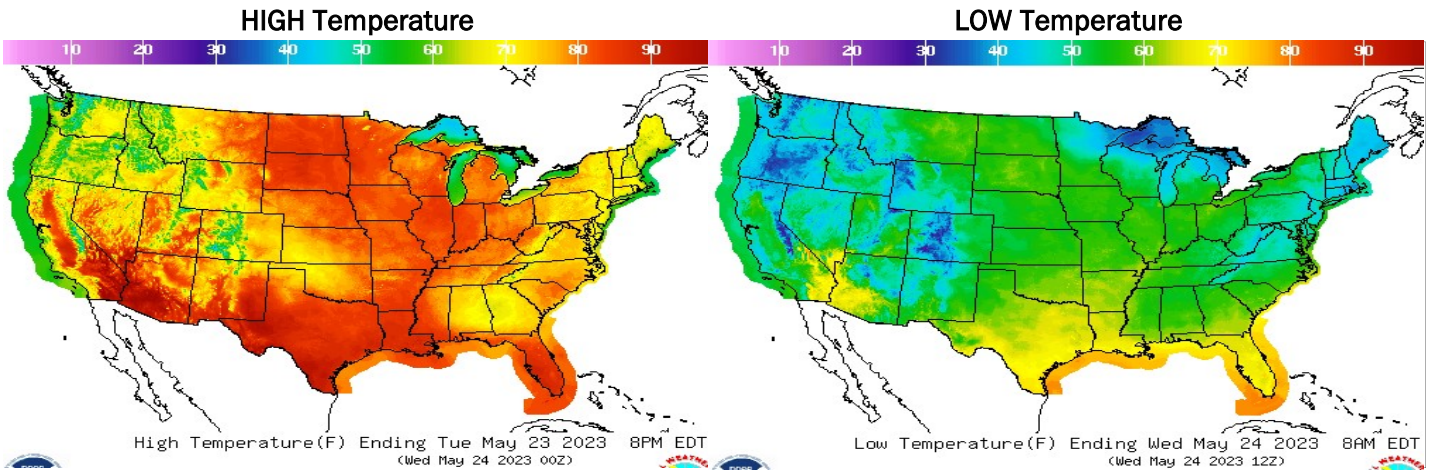 HIGH Temperature
10 20 30 40 50 60 70 80 90
High Temperature(F) Ending Tue May 23 2023 8PM EDT
(Wed May 24 2023 00Z)
LOW Temperature
10 20 30 40 50 60 70 80 90
Low Temperature(F) Ending Wed May 24 2023 8AM EDT
(Wed May 24 2023 12Z)